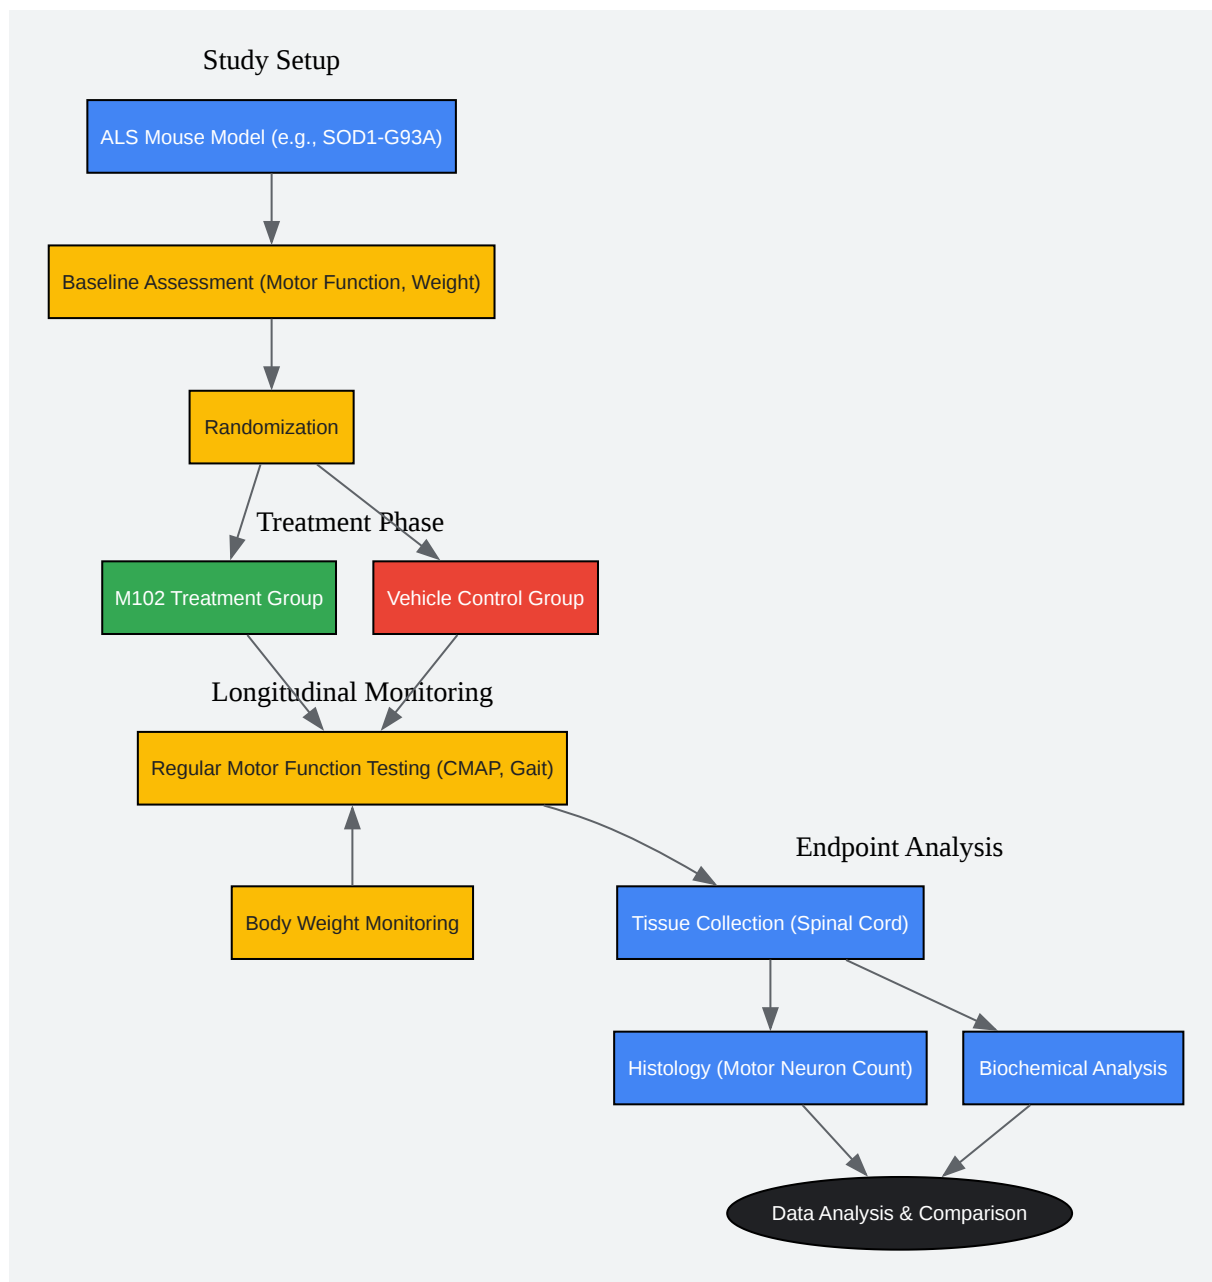 Study Setup
ALS Mouse Model (e.g., SOD1-G93A)
Baseline Assessment (Motor Function, Weight)
Randomization
Treatment Phase
M102 Treatment Group
Vehicle Control Group
Longitudinal Monitoring
Regular Motor Function Testing (CMAP, Gait)
Endpoint Analysis
Body Weight Monitoring
Tissue Collection (Spinal Cord)
Histology (Motor Neuron Count)
Biochemical Analysis
Data Analysis & Comparison